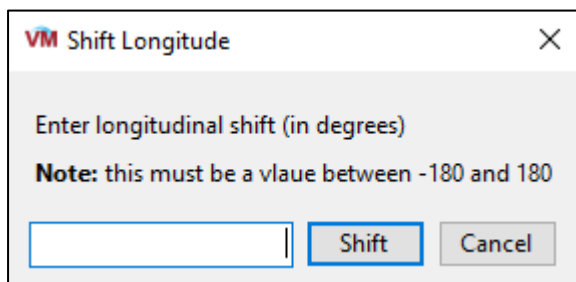 VM Shift Longitude
Enter longitudinal shift (in degrees)
Note: this must be a vlaue between -180 and 180
Shift Cancel